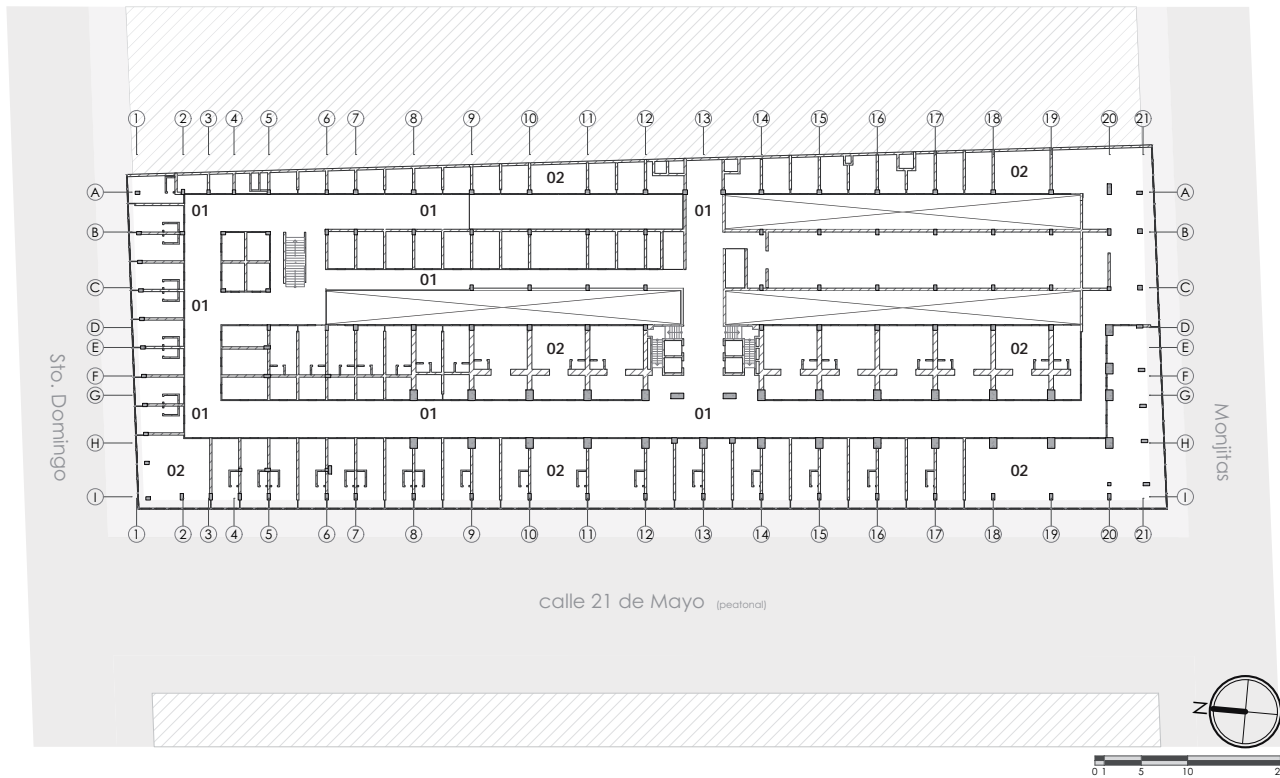 1 2 3 4 5 6 7 8 9 10 11 12 13 14 15 16 17 18 19 20 21
02
02
A
A
01
01
01
B
B
01
C
C
01
D
D
02
02
E
E
F
F
G
G
01
01
01
H
H
02
02
02
I
I
1 2 3 4 5 6 7 8 9 10 11 12 13 14 15 16 17 18 19 20 21
Sto. Domingo
Monjitas
calle 21 de Mayo (peatonal)
N
0 1 5 10